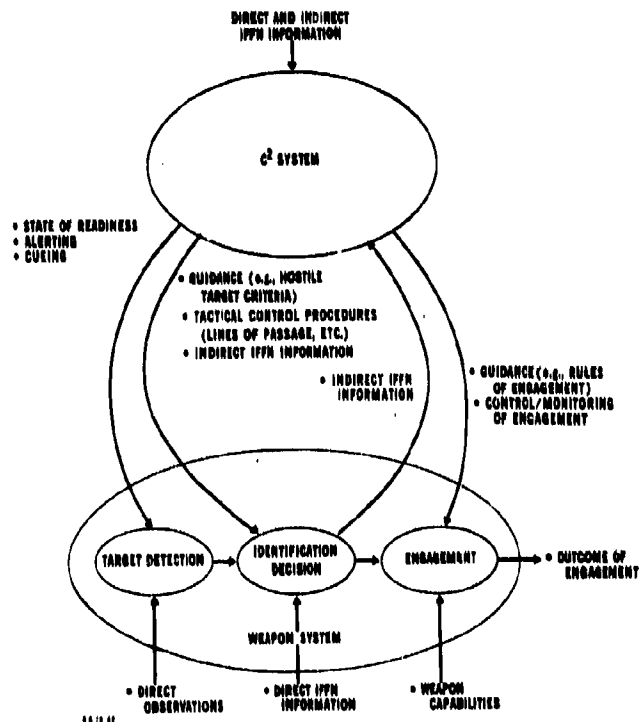 DIRECT AND INDIRECT
IFFN INFORMATION
C² SYSTEM
• STATE OF READINESS
• ALERTING
• CUEING
• GUIDANCE (e.g., HOSTILE
TARGET CRITERIA)
• TACTICAL CONTROL PROCEDURES
(LINES OF PASSAGE, ETC.)
• INDIRECT IFFN INFORMATION
• INDIRECT IFFN
INFORMATION
• GUIDANCE (e.g., RULES
OF ENGAGEMENT)
• CONTROL/MONITORING
OF ENGAGEMENT
TARGET DETECTION
IDENTIFICATION
DECISION
ENGAGEMENT
• OUTCOME OF
ENGAGEMENT
WEAPON SYSTEM
• DIRECT
OBSERVATIONS
• DIRECT IFFN
INFORMATION
• WEAPON
CAPABILITIES